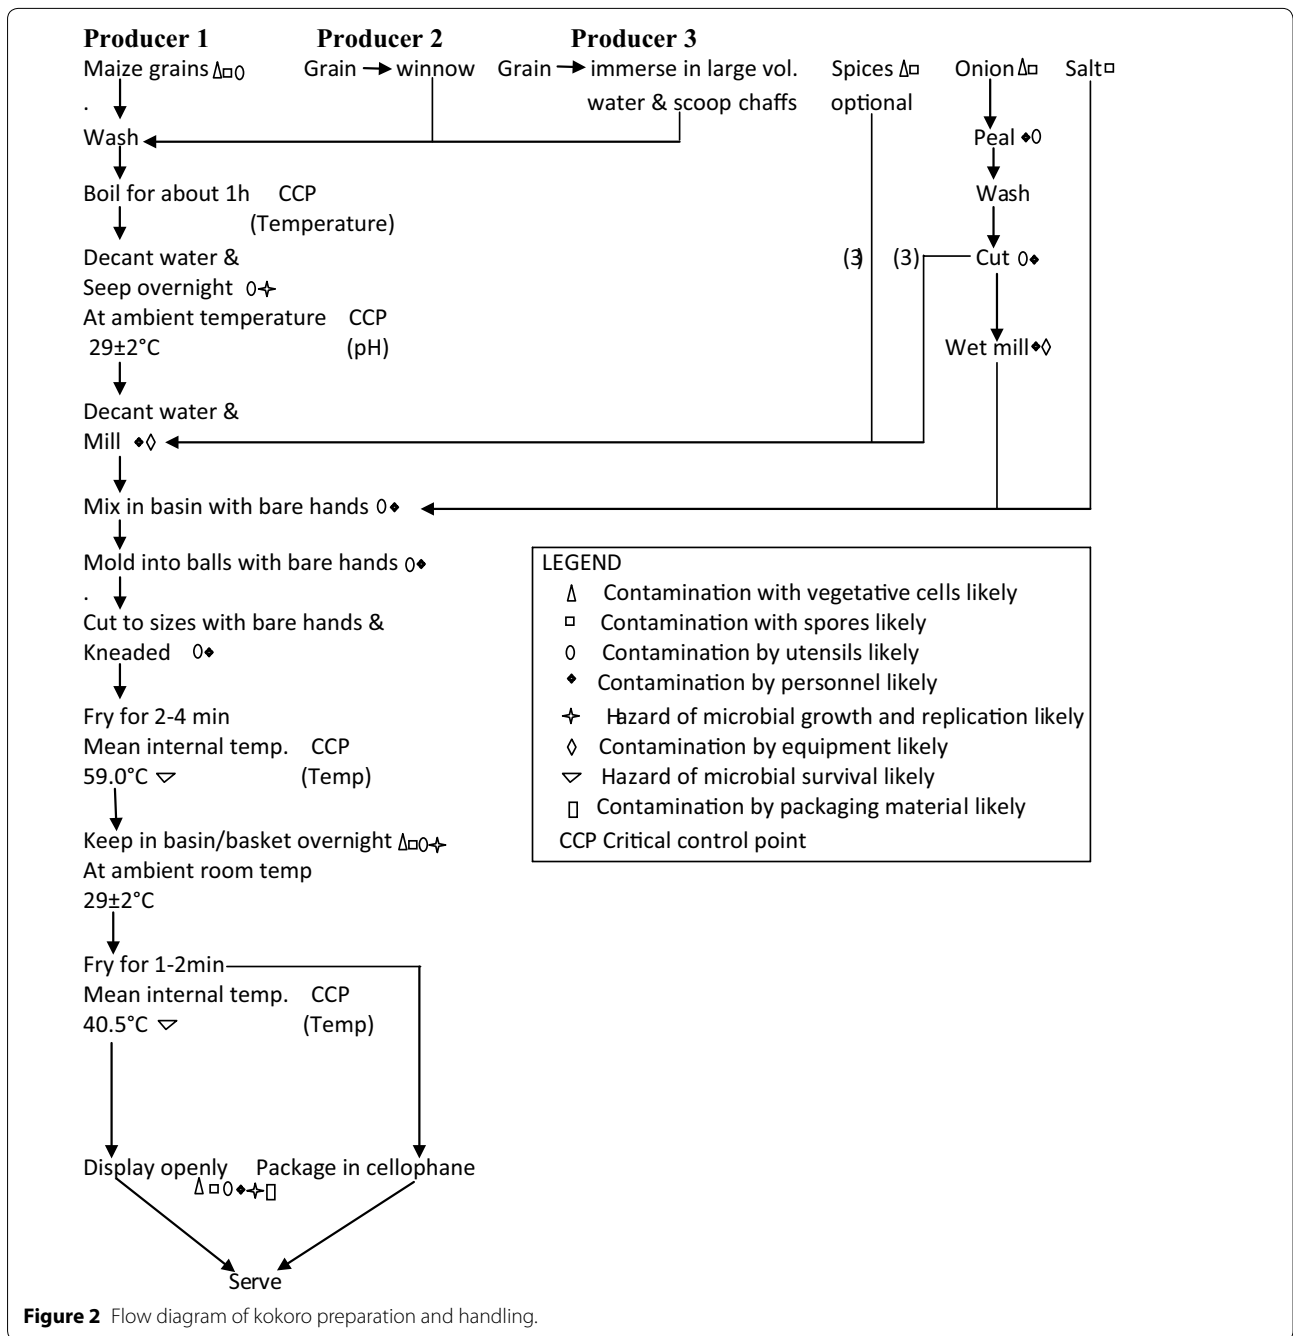 Producer 1 Producer 2 Producer 3
Maize grains Grain winnow Grain immerse in large vol. Spices Onion Salt
. water & scoop chaffs optional
Wash Peal
Boil for about 1h CCP Wash
(Temperature)
Decant water & (3) (3) Cut
Seep overnight
At ambient temperature CCP
29±2°C (pH) Wet mill
Decant water &
Mill
Mix in basin with bare hands
Mold into balls with bare hands
.
Cut to sizes with bare hands &
Kneaded
Fry for 2-4 min
Mean internal temp. CCP
59.0°C (Temp)
Keep in basin/basket overnight
At ambient room temp
29±2°C
Fry for 1-2min
Mean internal temp. CCP
40.5°C (Temp)
Display openly Package in cellophane
Serve
LEGEND
Contamination with vegetative cells likely
Contamination with spores likely
Contamination by utensils likely
Contamination by personnel likely
Hazard of microbial growth and replication likely
Contamination by equipment likely
Hazard of microbial survival likely
Contamination by packaging material likely
CCP Critical control point
Figure 2 Flow diagram of kokoro preparation and handling.